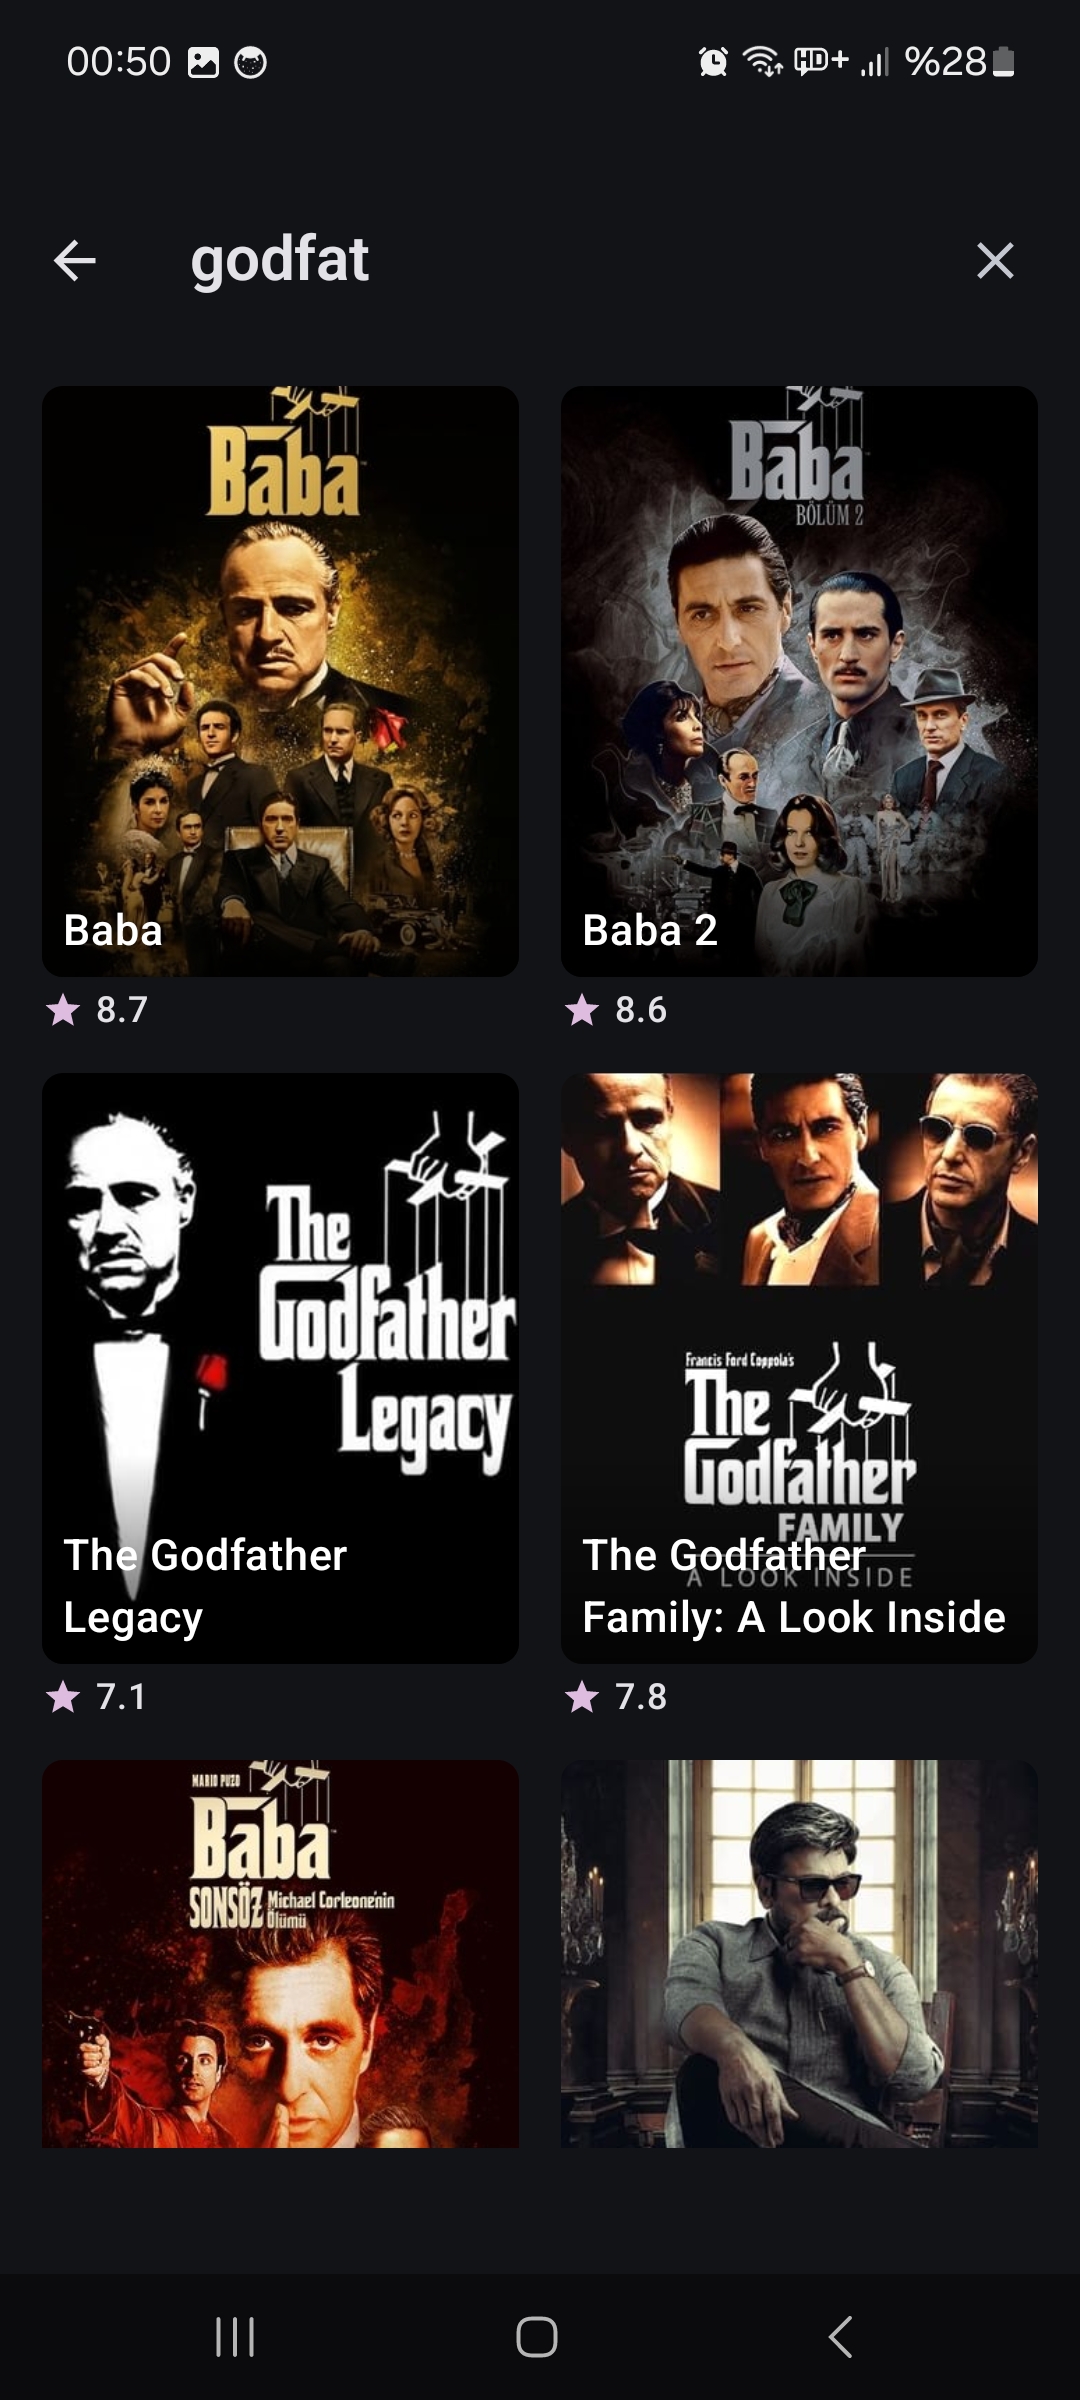 00:50
HD+
%28
godfat
Baba
Baba
BÖLÜM 2
Baba
Baba 2
8.7
8.6
The
Godfather
Legacy
Francis Ford Coppola's
The
Godfather
FAMILY
A LOOK INSIDE
The Godfather
Legacy
The Godfather
Family: A Look Inside
7.1
7.8
MARIO PUZO
Baba
SONSÖZ Michael Corleone'nin
Ölümü